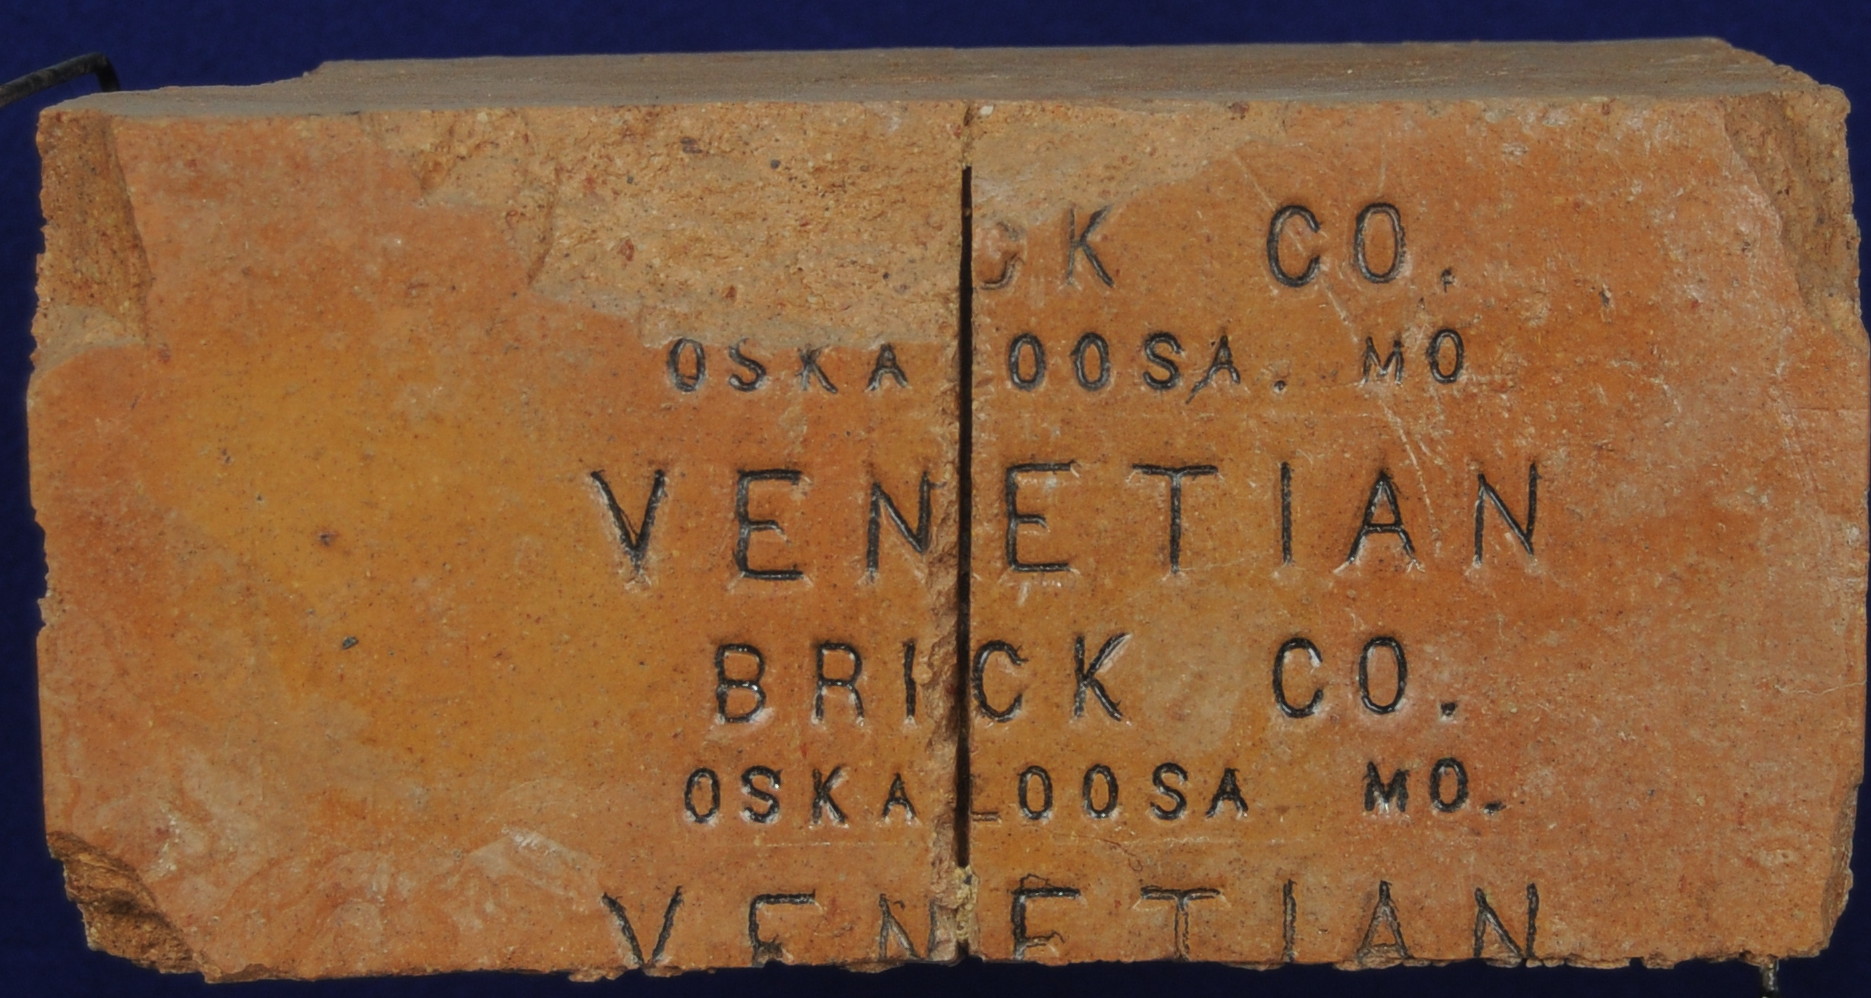 CK CO.
OSKALOOSA. MO
VENETIAN
BRICK CO.
OSKALOOSA MO.
VENETIAN